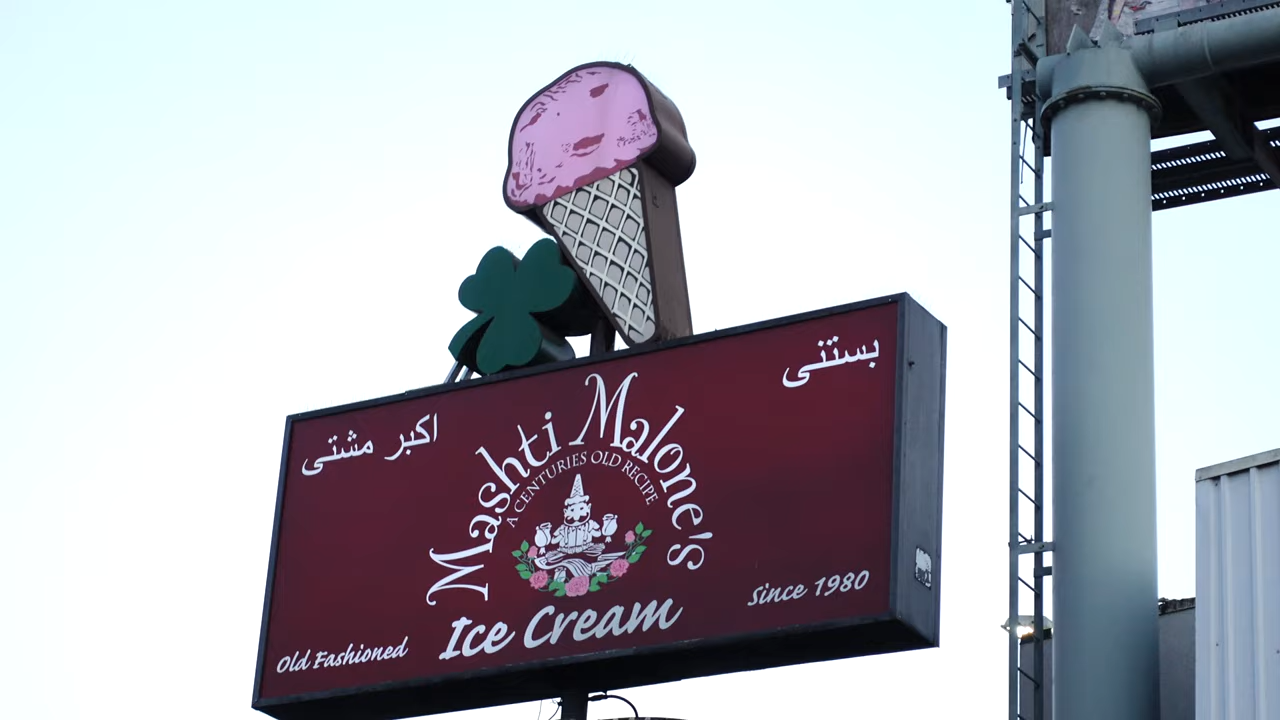 اکبر مشتی
بستنی
Mashti Malone's
A CENTURIES OLD RECIPE
Ice Cream
Old Fashioned
Since 1980